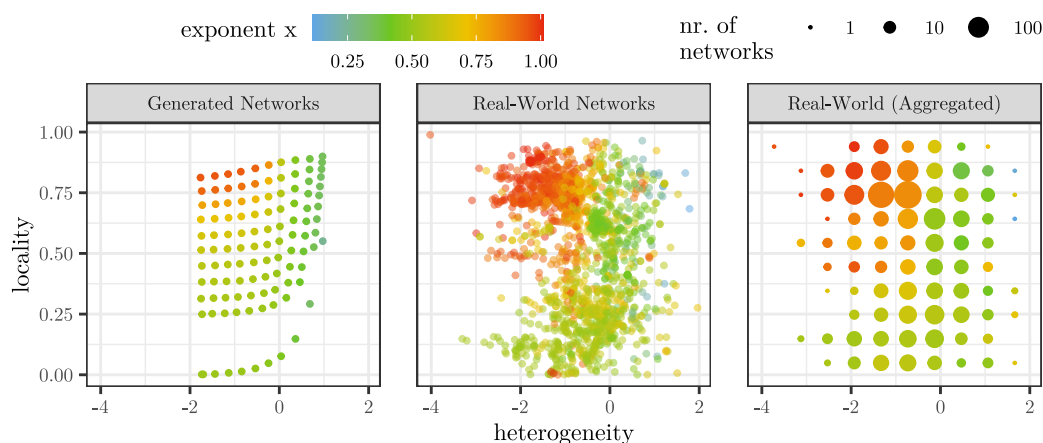 exponent x
0.25 0.50 0.75 1.00
nr. of networks
1 10 100
Generated Networks
Real-World Networks
Real-World (Aggregated)
locality
1.00
0.75
0.50
0.25
0.00
-4 -2 0 2
-4 -2 0 2
-4 -2 0 2
heterogeneity